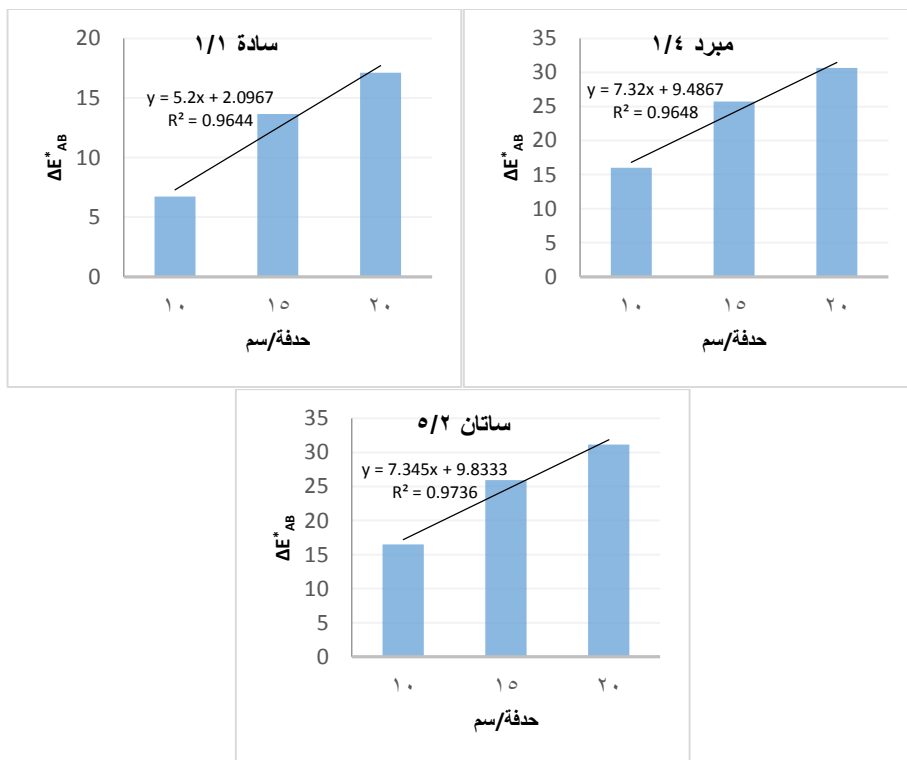 سادة ١/١
20
15
10
5
0
ΔE*AB
y = 5.2x + 2.0967
R² = 0.9644
١٠ ١٥ ٢٠
حدفة/سم
مبرد ١/٤
35
30
25
20
15
10
5
0
ΔE*AB
y = 7.32x + 9.4867
R² = 0.9648
١٠ ١٥ ٢٠
حدفة/سم
ساتان ٥/٢
35
30
25
20
15
10
5
0
ΔE*AB
y = 7.345x + 9.8333
R² = 0.9736
١٠ ١٥ ٢٠
حدفة/سم